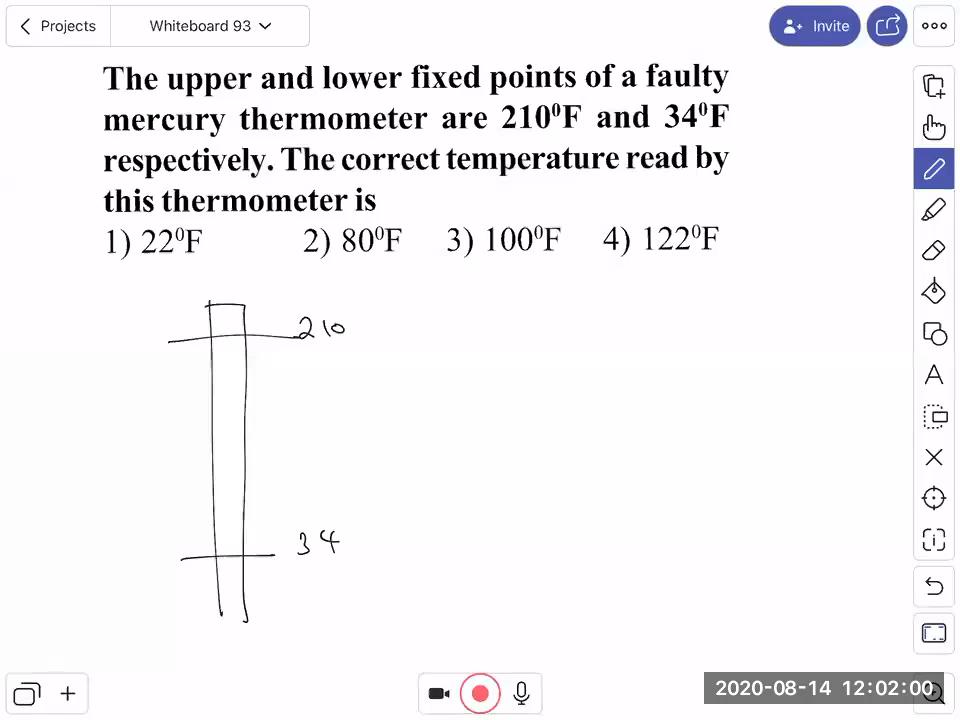 Projects
Whiteboard 93
Invite
The upper and lower fixed points of a faulty
mercury thermometer are 210⁰F and 34⁰F
respectively. The correct temperature read by
this thermometer is
1) 22⁰F 2) 80⁰F 3) 100⁰F 4) 122⁰F
210
34
2020-08-14 12:02:00